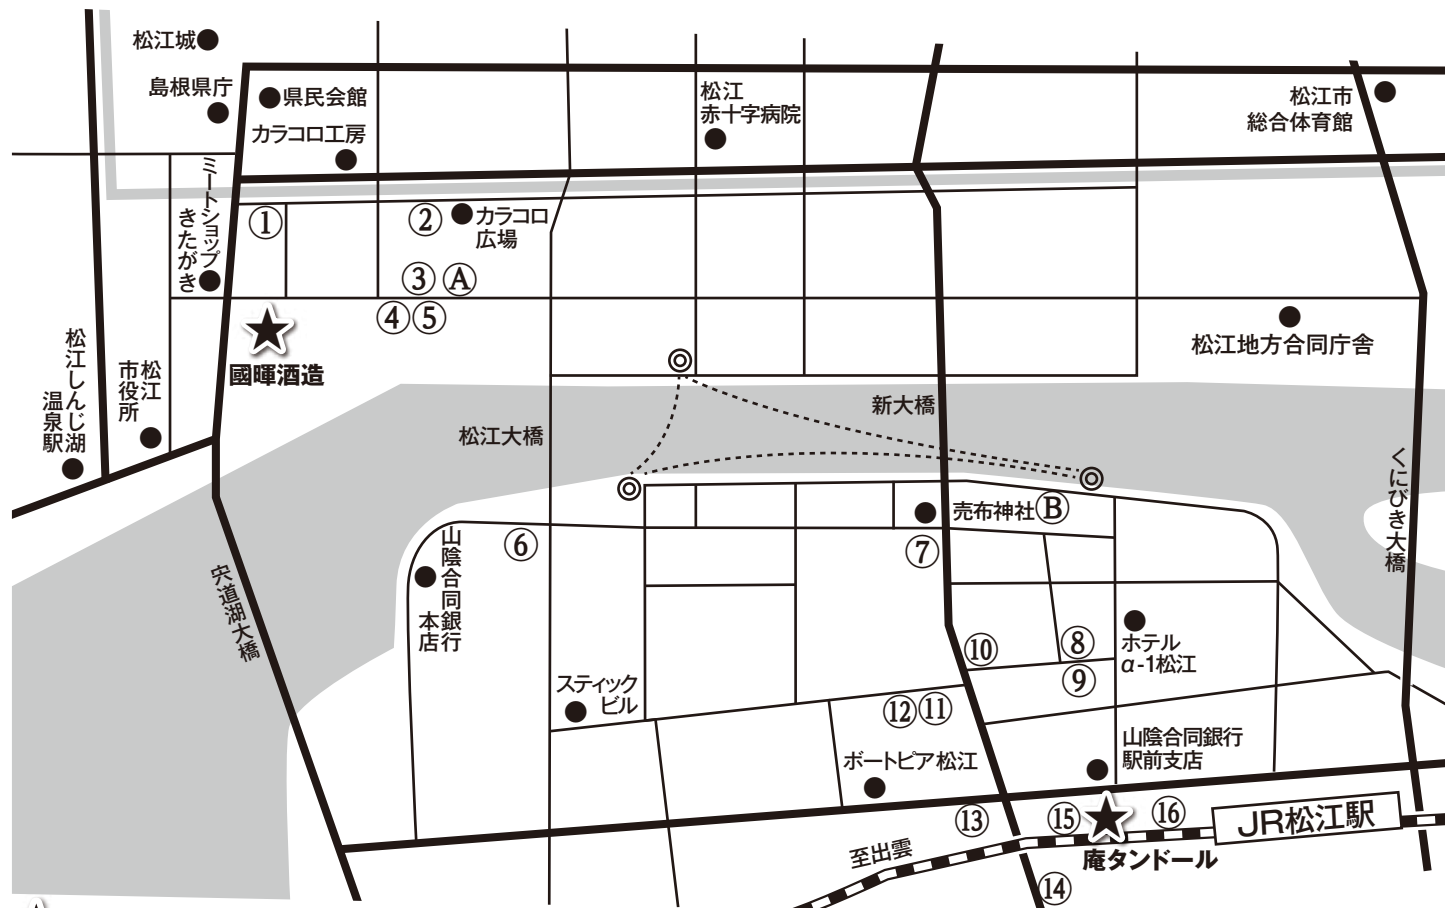 松江城
島根県庁
県民会館
カラコロ工房
松江
赤十字病院
松江市
総合体育館
ミートショップ
きたがき
①
②
カラコロ
広場
③
Ⓐ
④
⑤
國暉酒造
松江しんじ湖
温泉駅
松江
市役所
松江地方合同庁舎
新大橋
松江大橋
くにびき大橋
宍道湖大橋
山陰合同銀行
本店
⑥
売布神社
Ⓑ
⑦
⑧
⑨
⑩
ホテル
α-1松江
スティック
ビル
⑫
⑪
ボートピア松江
山陰合同銀行
駅前支店
⑬
⑮
⑯
JR松江駅
庵タンドール
至出雲
⑭